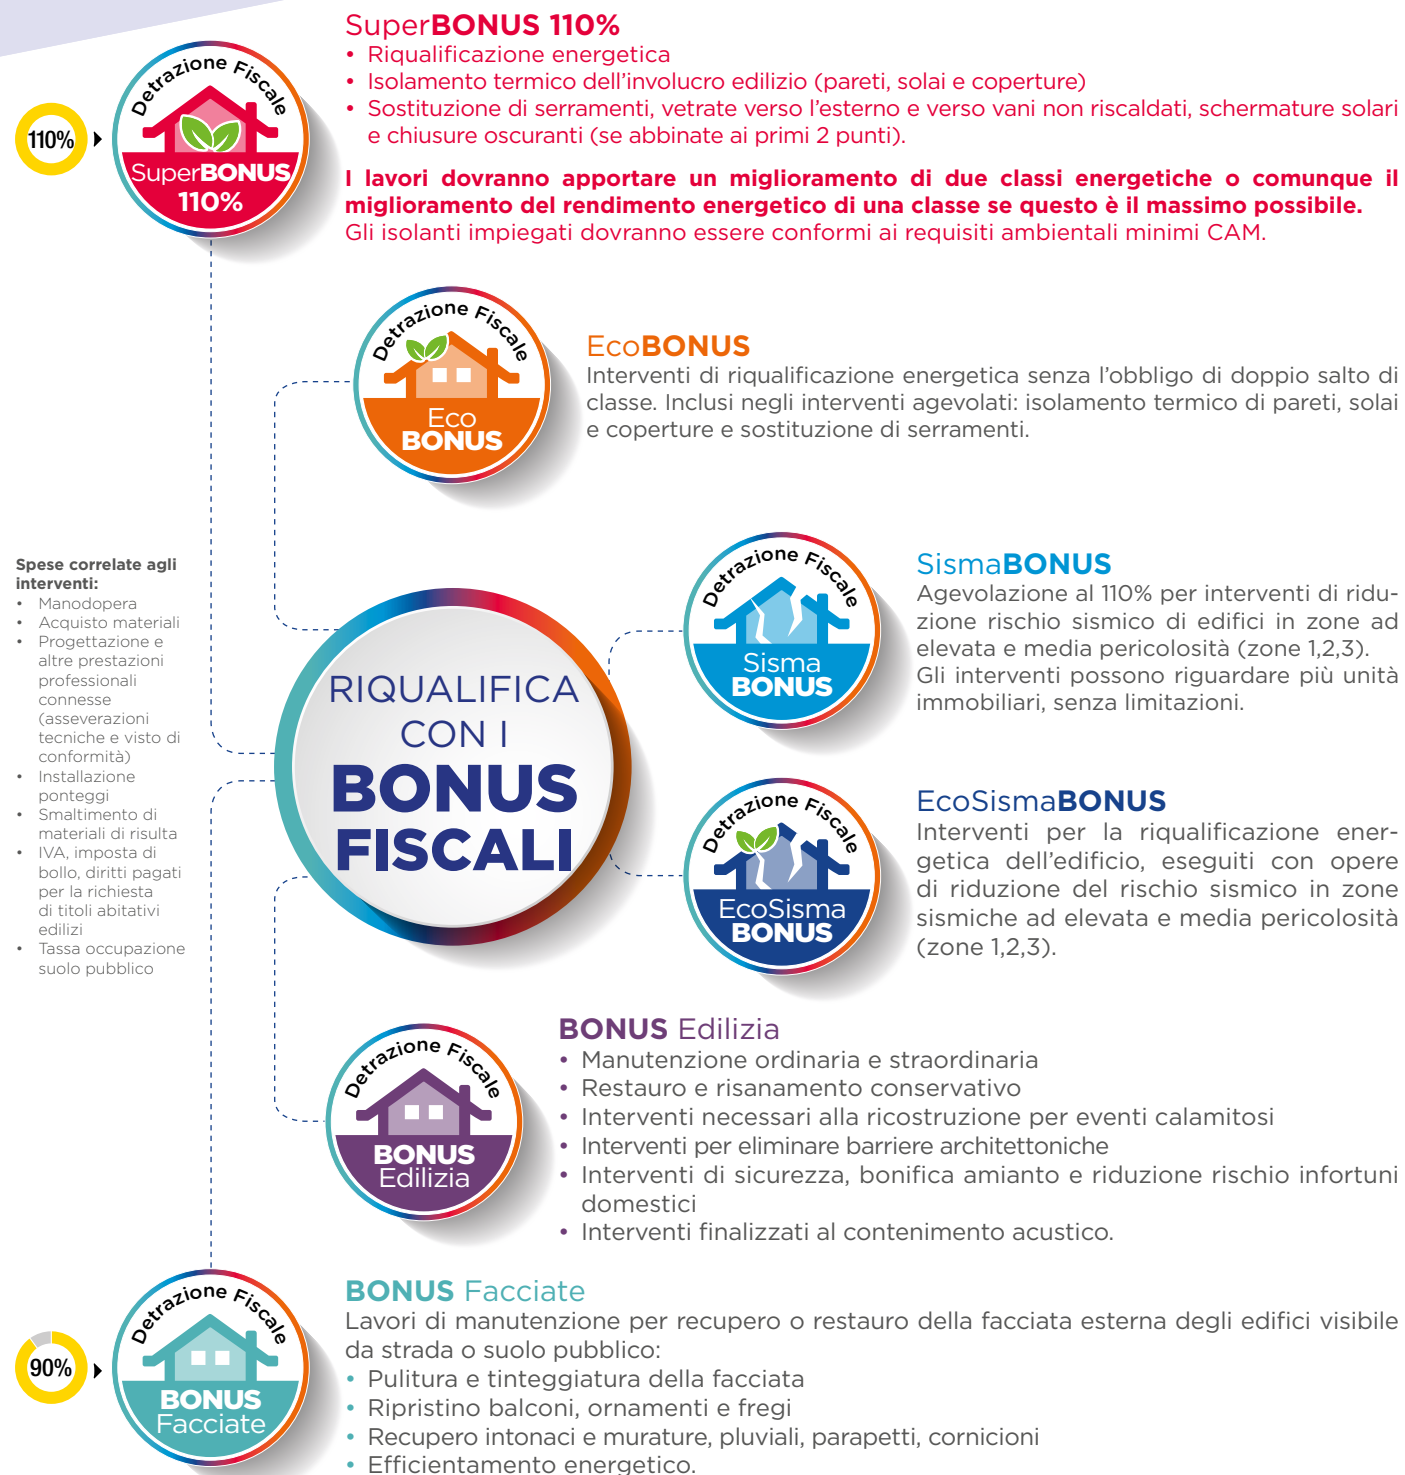 SuperBONUS 110%
• Riqualificazione energetica
• Isolamento termico dell'involucro edilizio (pareti, solai e coperture)
• Sostituzione di serramenti, vetrate verso l'esterno e verso vani non riscaldati, schermature solari
e chiusure oscuranti (se abbinate ai primi 2 punti).
I lavori dovranno apportare un miglioramento di due classi energetiche o comunque il
miglioramento del rendimento energetico di una classe se questo è il massimo possibile.
Gli isolanti impiegati dovranno essere conformi ai requisiti ambientali minimi CAM.
110%
Detrazione Fiscale
SuperBONUS
110%
Detrazione Fiscale
Eco
BONUS
EcoBONUS
Interventi di riqualificazione energetica senza l'obbligo di doppio salto di
classe. Inclusi negli interventi agevolati: isolamento termico di pareti, solai
e coperture e sostituzione di serramenti.
Spese correlate agli
interventi:
• Manodopera
• Acquisto materiali
• Progettazione e
altre prestazioni
professionali
connesse
(asseverazioni
tecniche e visto di
conformità)
• Installazione
ponteggi
• Smaltimento di
materiali di risulta
• IVA, imposta di
bollo, diritti pagati
per la richiesta
di titoli abitativi
edilizi
• Tassa occupazione
suolo pubblico
RIQUALIFICA
CON I
BONUS
FISCALI
Detrazione Fiscale
Sisma
BONUS
SismaBONUS
Agevolazione al 110% per interventi di ridu-
zione rischio sismico di edifici in zone ad
elevata e media pericolosità (zone 1,2,3).
Gli interventi possono riguardare più unità
immobiliari, senza limitazioni.
Detrazione Fiscale
EcoSisma
BONUS
EcoSismaBONUS
Interventi per la riqualificazione ener-
getica dell'edificio, eseguiti con opere
di riduzione del rischio sismico in zone
sismiche ad elevata e media pericolosità
(zone 1,2,3).
Detrazione Fiscale
BONUS
Edilizia
BONUS Edilizia
• Manutenzione ordinaria e straordinaria
• Restauro e risanamento conservativo
• Interventi necessari alla ricostruzione per eventi calamitosi
• Interventi per eliminare barriere architettoniche
• Interventi di sicurezza, bonifica amianto e riduzione rischio infortuni
domestici
• Interventi finalizzati al contenimento acustico.
90%
Detrazione Fiscale
BONUS
Facciate
BONUS Facciate
Lavori di manutenzione per recupero o restauro della facciata esterna degli edifici visibile
da strada o suolo pubblico:
• Pulitura e tinteggiatura della facciata
• Ripristino balconi, ornamenti e fregi
• Recupero intonaci e murature, pluviali, parapetti, cornicioni
• Efficientamento energetico.